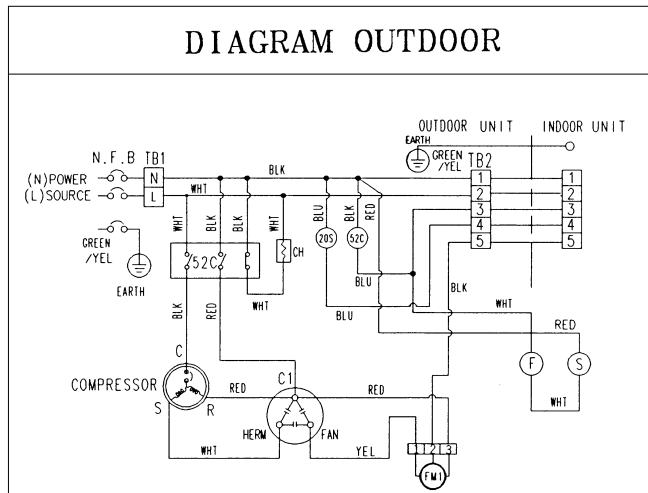 DIAGRAM OUTDOOR
OUTDOOR UNIT
INDOOR UNIT
EARTH
GREEN
/YEL
TB2
N.F.B
TB1
(N)POWER
N
BLK
1
1
(L)SOURCE
L
WHT
2
2
3
3
4
4
5
5
WHT
BLK
BLK
WHT
BLU
BLK
RED
20S
52C
GREEN
/YEL
52C
CH
EARTH
BLU
BLK
WHT
BLU
WHT
BLK
RED
RED
C
F
S
COMPRESSOR
C1
S
R
RED
RED
WHT
HERM
FAN
WHT
YEL
1
2
3
FM1